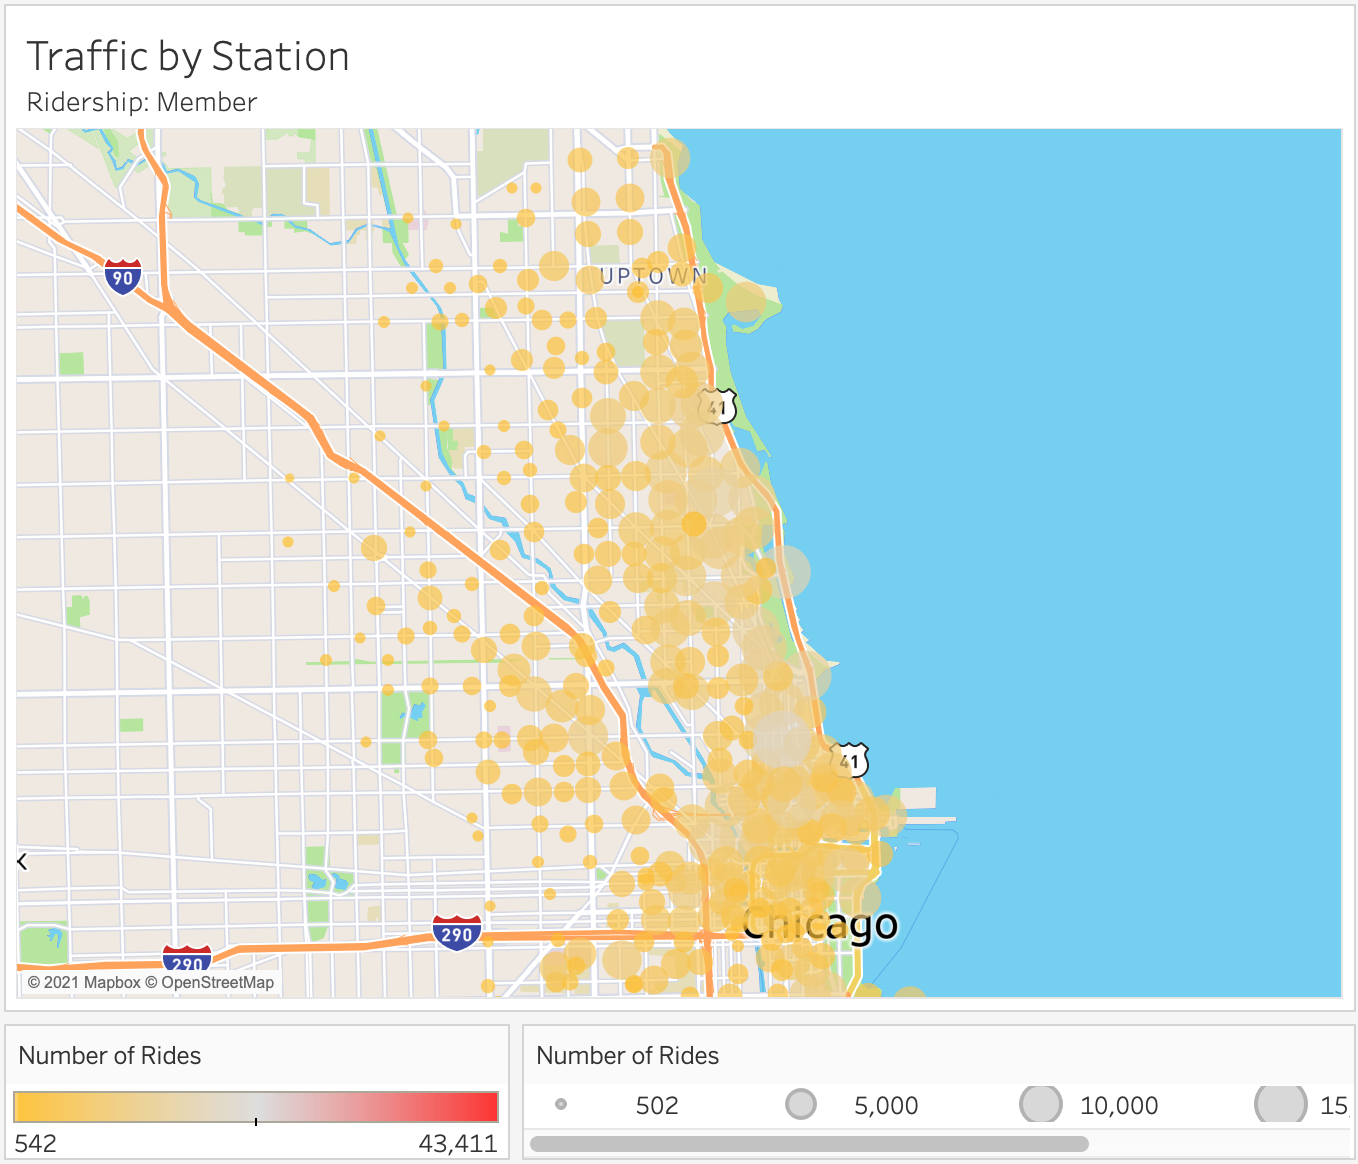 Traffic by Station
Ridership: Member
UPTOWN
90
41
41
Chicago
290
290
© 2021 Mapbox © OpenStreetMap
Number of Rides
542
43,411
Number of Rides
502
5,000
10,000
15,